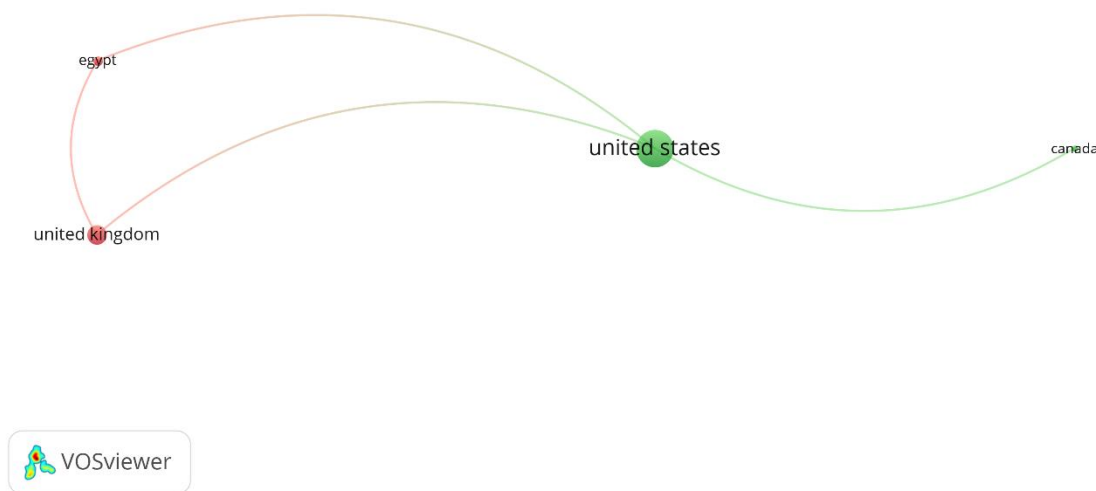 egypt
united states
canada
united kingdom
VOSviewer